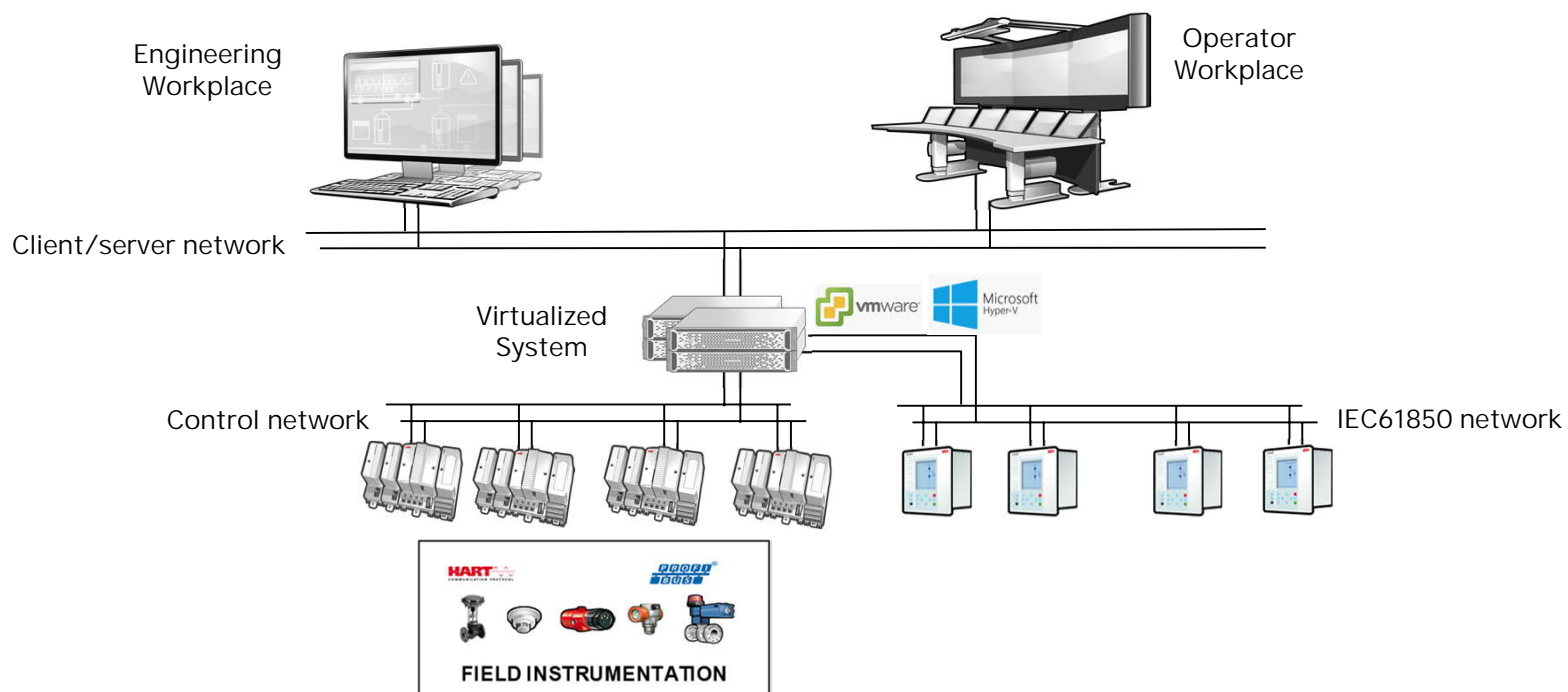 Engineering
Workplace
Operator
Workplace
Client/server network
Virtualized
System
vmware
Microsoft
Hyper-V
Control network
IEC61850 network
HART
COMMUNICATION PROTOCOL
PROFI
BUS
FIELD INSTRUMENTATION